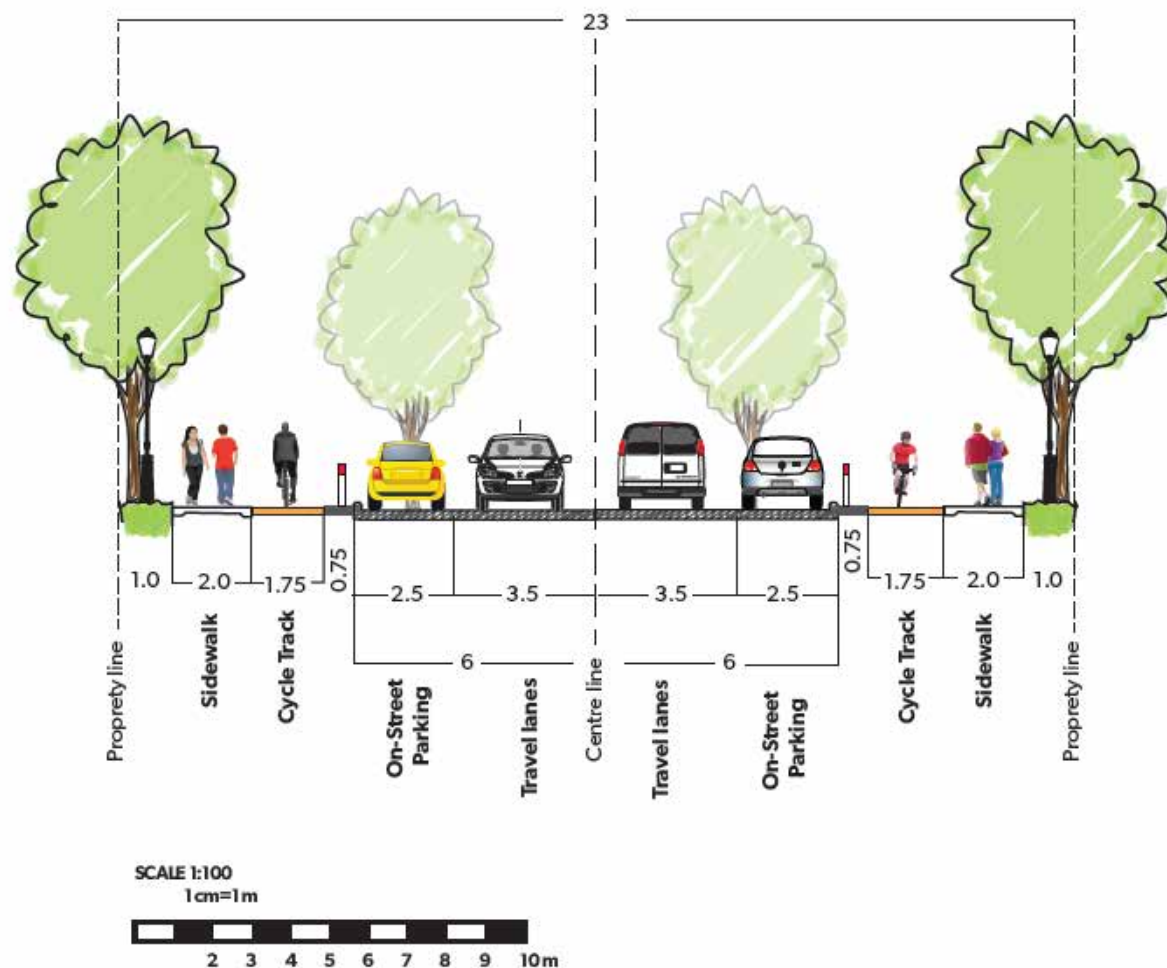 23
1.0
2.0
1.75
0.75
2.5
3.5
3.5
2.5
0.75
1.75
2.0
1.0
6
6
Proprety line
Sidewalk
Cycle Track
On-Street
Parking
Travel lanes
Centre line
Travel lanes
On-Street
Parking
Cycle Track
Sidewalk
Proprety line
SCALE 1:100
1cm=1m
2 3 4 5 6 7 8 9 10m